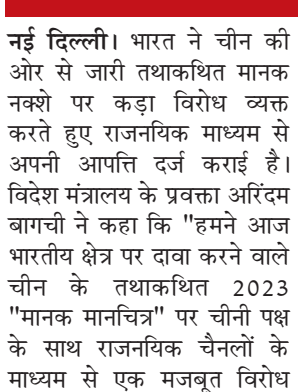 नई दिल्ली। भारत ने चीन की
ओर से जारी तथाकथित मानक
नक्शे पर कड़ा विरोध व्यक्त
करते हुए राजनयिक माध्यम से
अपनी आपत्ति दर्ज कराई है।
विदेश मंत्रालय के प्रवक्ता अरिंदम
बागची ने कहा कि "हमने आज
भारतीय क्षेत्र पर दावा करने वाले
चीन के तथाकथित 2023
"मानक मानचित्र" पर चीनी पक्ष
के साथ राजनयिक चैनलों के
माध्यम से एक मजबूत विरोध